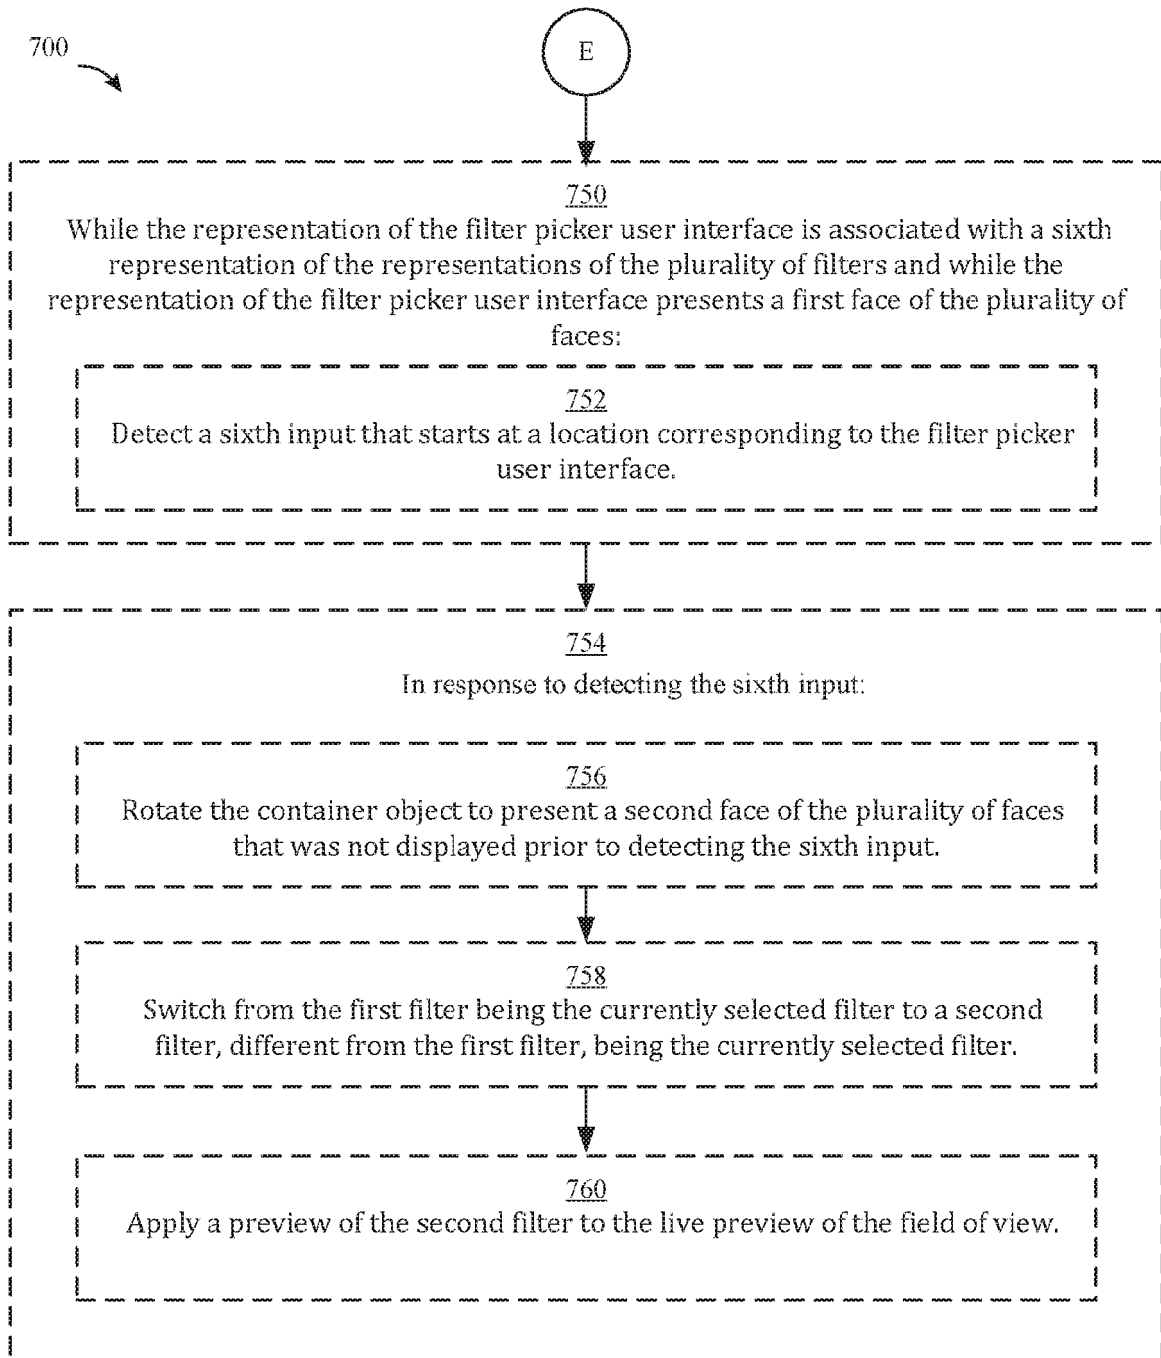 700
E
750
While the representation of the filter picker user interface is associated with a sixth
representation of the representations of the plurality of filters and while the
representation of the filter picker user interface presents a first face of the plurality of
faces:
752
Detect a sixth input that starts at a location corresponding to the filter picker
user interface.
754
In response to detecting the sixth input:
756
Rotate the container object to present a second face of the plurality of faces
that was not displayed prior to detecting the sixth input.
758
Switch from the first filter being the currently selected filter to a second
filter, different from the first filter, being the currently selected filter.
760
Apply a preview of the second filter to the live preview of the field of view.